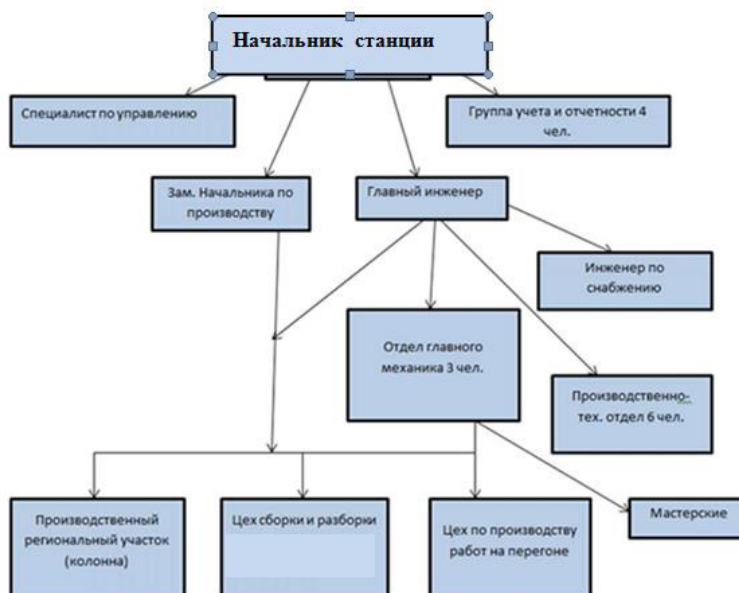 Начальник станции
Специалист по управлению
Группа учета и отчетности 4
чел.
Зам. Начальника по
производству
Главный инженер
Инженер по
снабжению
Отдел главного
механика 3 чел.
Производственно-
тех. отдел 6 чел.
Производственный
региональный участок
(колонна)
Цех сборки и разборки
Цех по производству
работ на перегоне
Мастерские